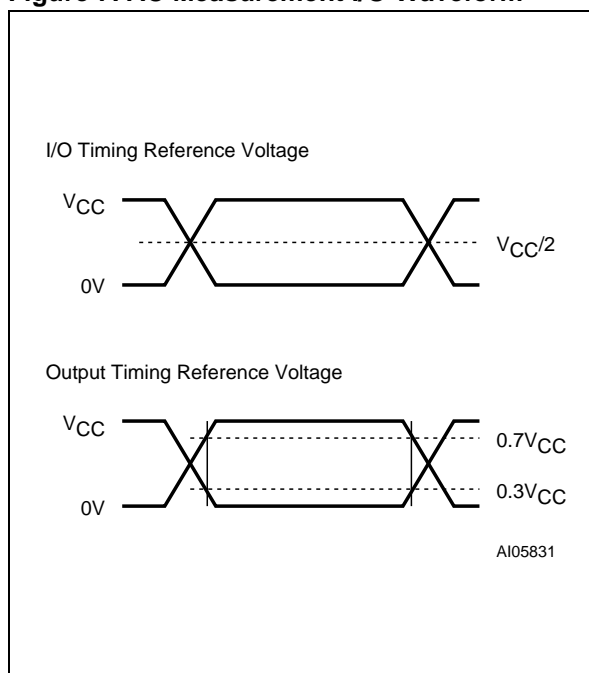 I/O Timing Reference Voltage
VCC
VCC/2
0V
Output Timing Reference Voltage
VCC
0.7VCC
0.3VCC
0V
AI05831